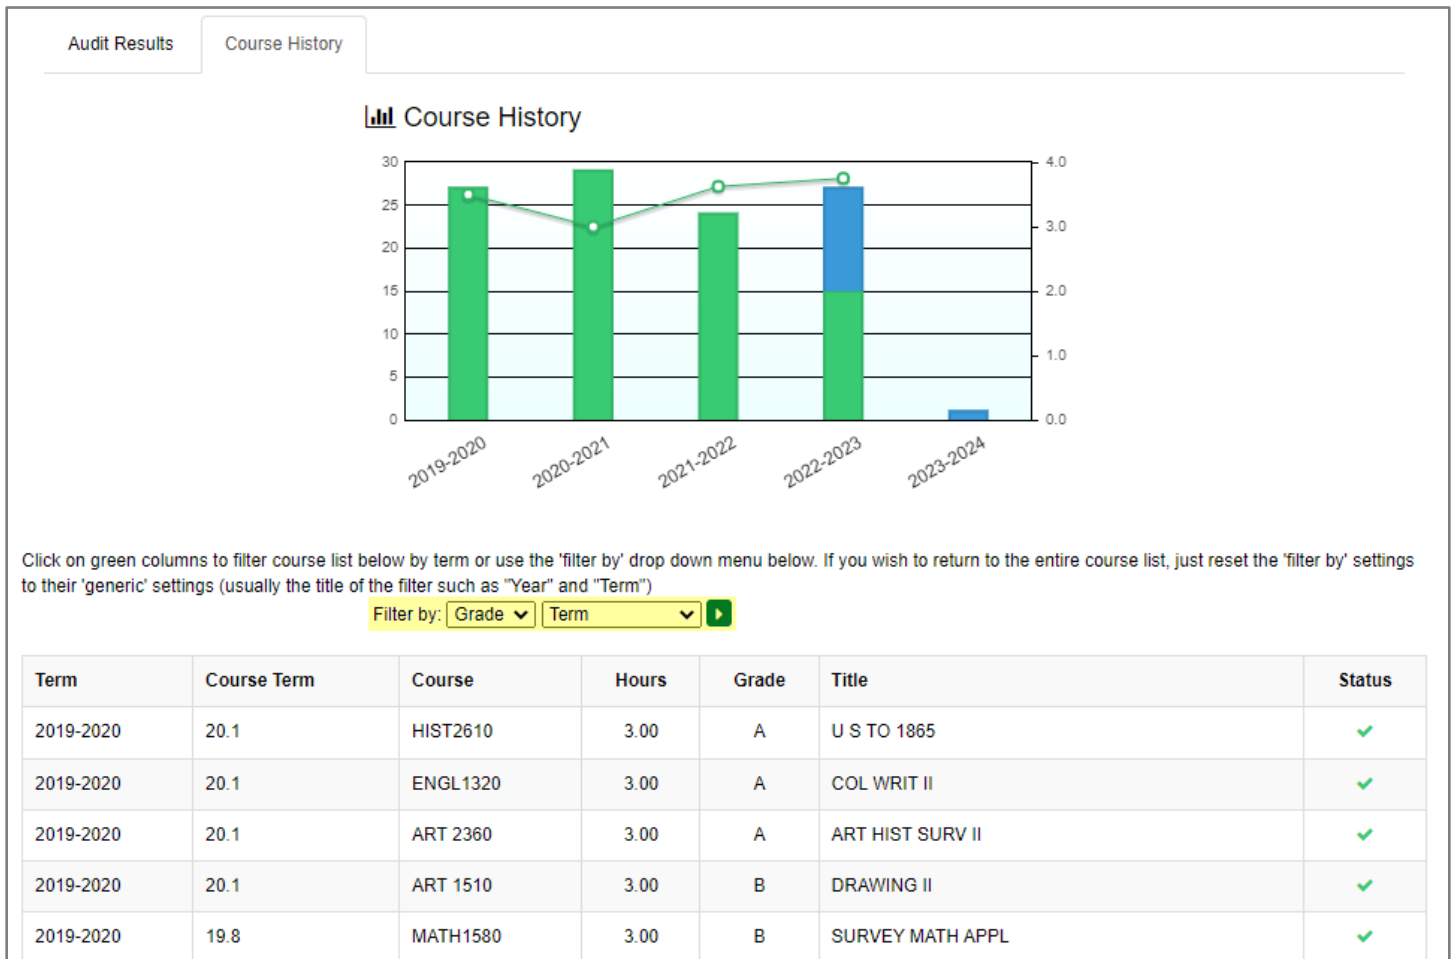 Audit Results Course History
Course History
30 4.0
25
20 3.0
15 2.0
10
5 1.0
0 0.0
2019-2020 2020-2021 2021-2022 2022-2023 2023-2024
Click on green columns to filter course list below by term or use the 'filter by' drop down menu below. If you wish to return to the entire course list, just reset the 'filter by' settings
to their 'generic' settings (usually the title of the filter such as "Year" and "Term")
Filter by: Grade Term
Term Course Term Course Hours Grade Title Status
2019-2020 20.1 HIST2610 3.00 A U S TO 1865
2019-2020 20.1 ENGL1320 3.00 A COL WRIT II
2019-2020 20.1 ART 2360 3.00 A ART HIST SURV II
2019-2020 20.1 ART 1510 3.00 B DRAWING II
2019-2020 19.8 MATH1580 3.00 B SURVEY MATH APPL